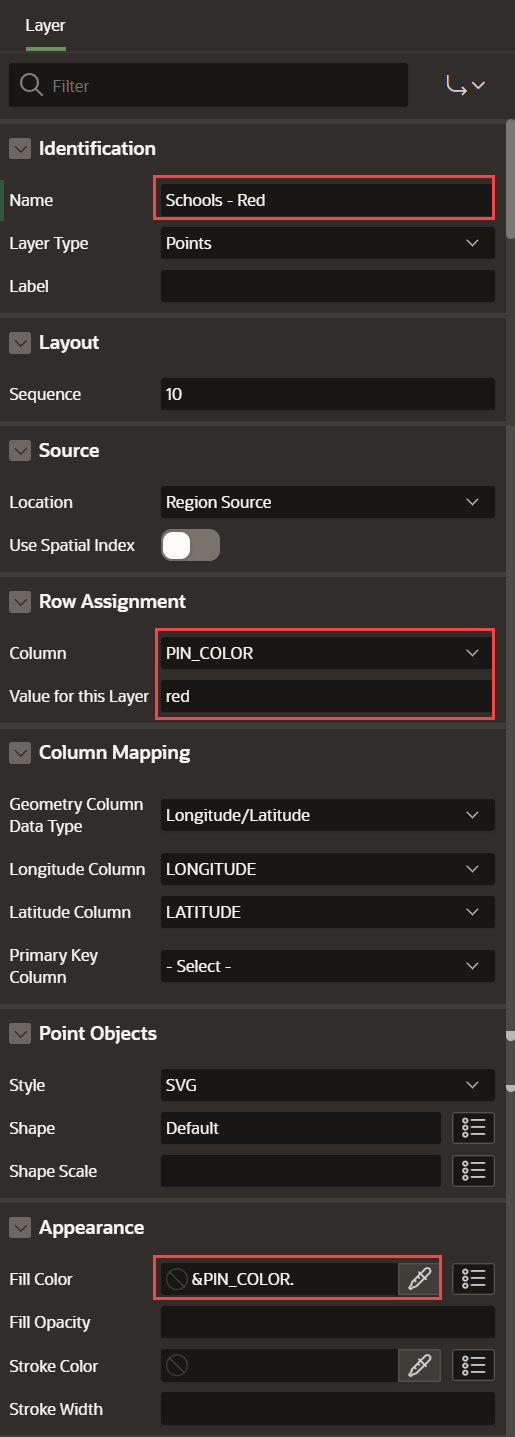 Layer
Filter
Identification
Name Schools - Red
Layer Type Points
Label
Layout
Sequence 10
Source
Location Region Source
Use Spatial Index
Row Assignment
Column PIN_COLOR
Value for this Layer red
Column Mapping
Geometry Column
Data Type Longitude/Latitude
Longitude Column LONGITUDE
Latitude Column LATITUDE
Primary Key
Column - Select -
Point Objects
Style SVG
Shape Default
Shape Scale
Appearance
Fill Color &PIN_COLOR.
Fill Opacity
Stroke Color
Stroke Width